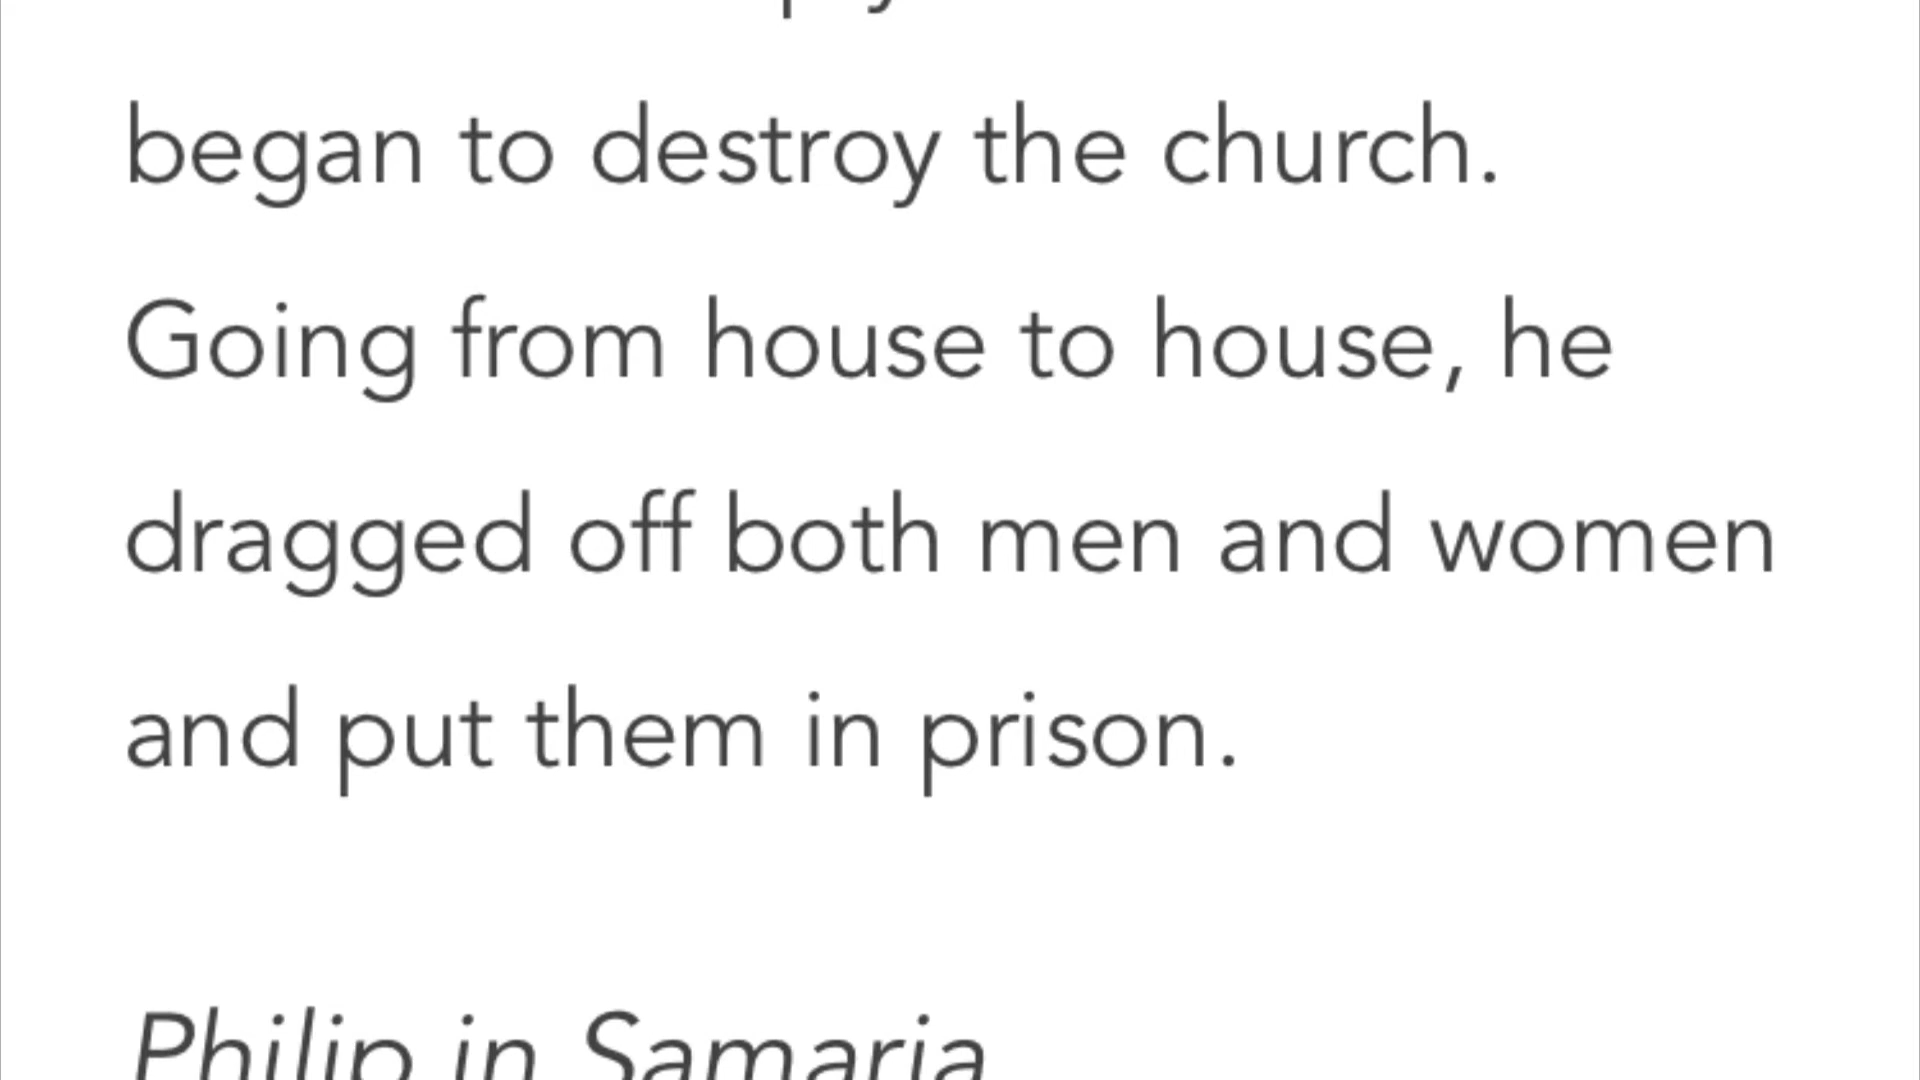 began to destroy the church.
Going from house to house, he
dragged off both men and women
and put them in prison.
Philip in Samaria